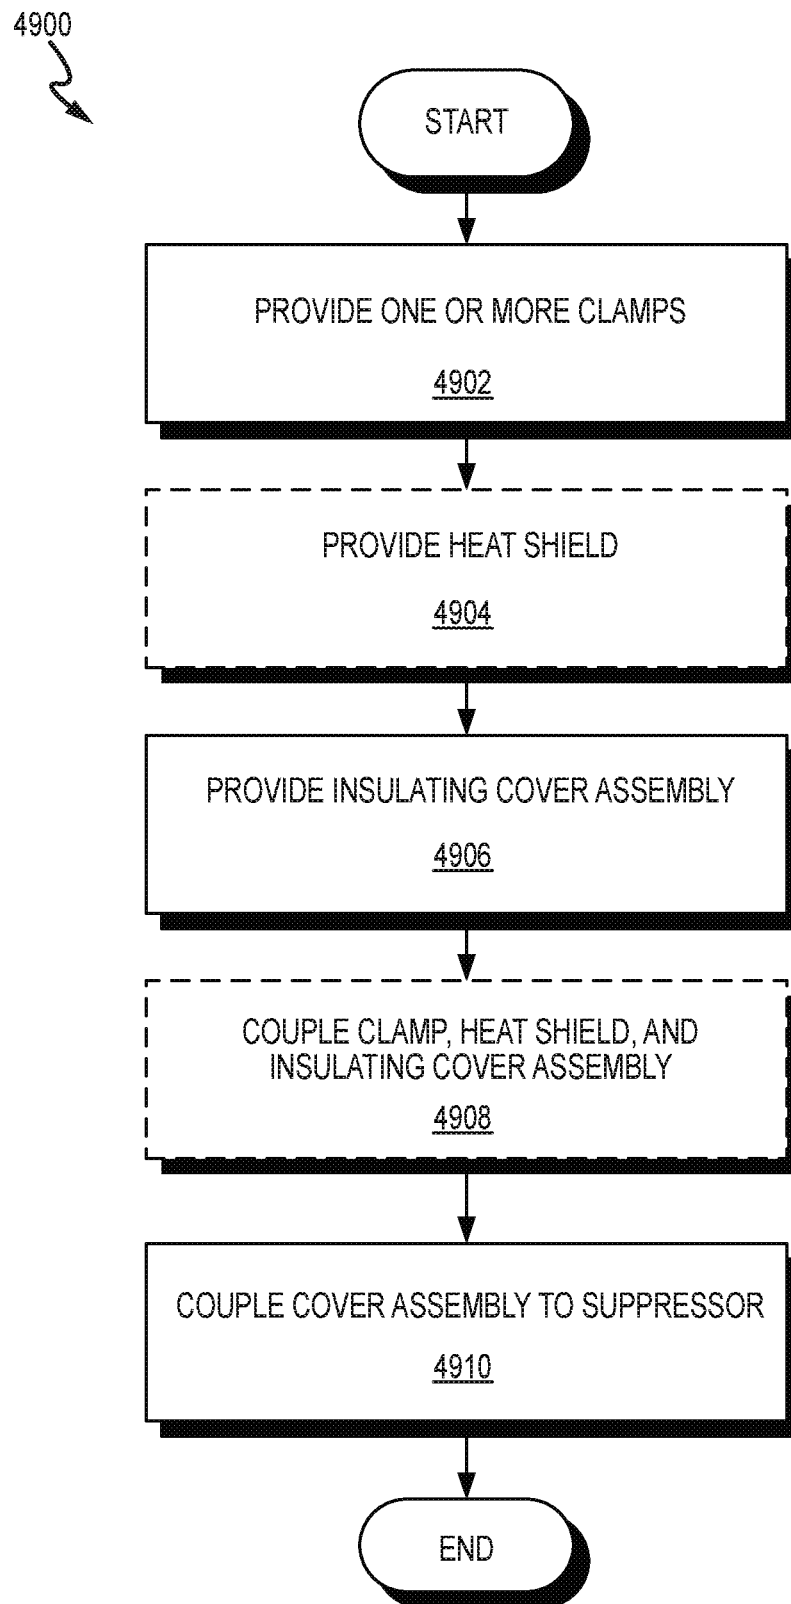 4900
START
PROVIDE ONE OR MORE CLAMPS
4902
PROVIDE HEAT SHIELD
4904
PROVIDE INSULATING COVER ASSEMBLY
4906
COUPLE CLAMP, HEAT SHIELD, AND
INSULATING COVER ASSEMBLY
4908
COUPLE COVER ASSEMBLY TO SUPPRESSOR
4910
END